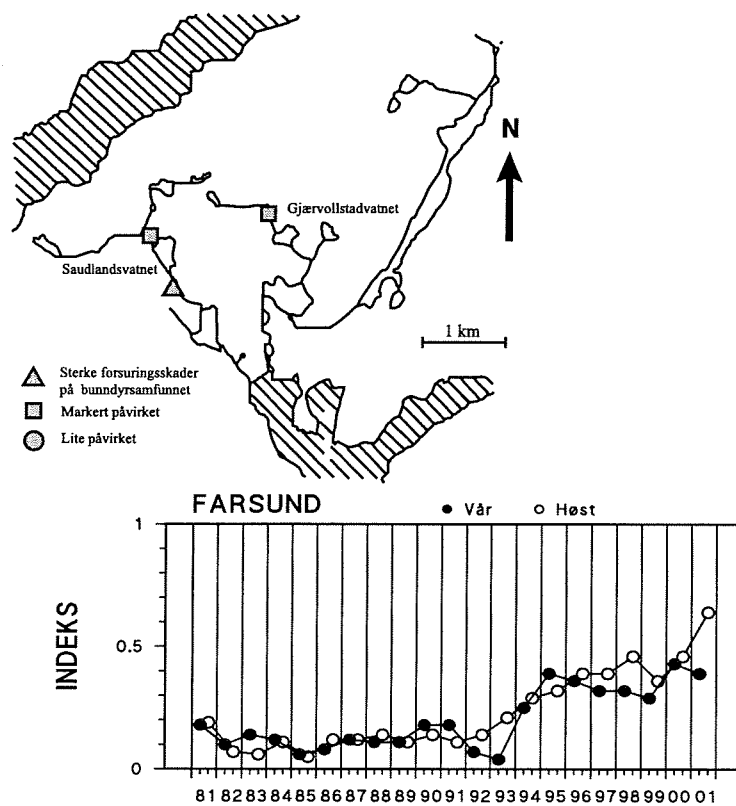 N
Gjærvollstadvatnet
Saudlandsvatnet
1 km
Sterke forsuringsskader
på bunndyrsamfunnet
Markert påvirket
Lite påvirket
FARSUND
Vår
Høst
1
0.5
0
INDEKS
81 82 83 84 85 86 87 88 89 90 91 92 93 94 95 96 97 98 99 00 01